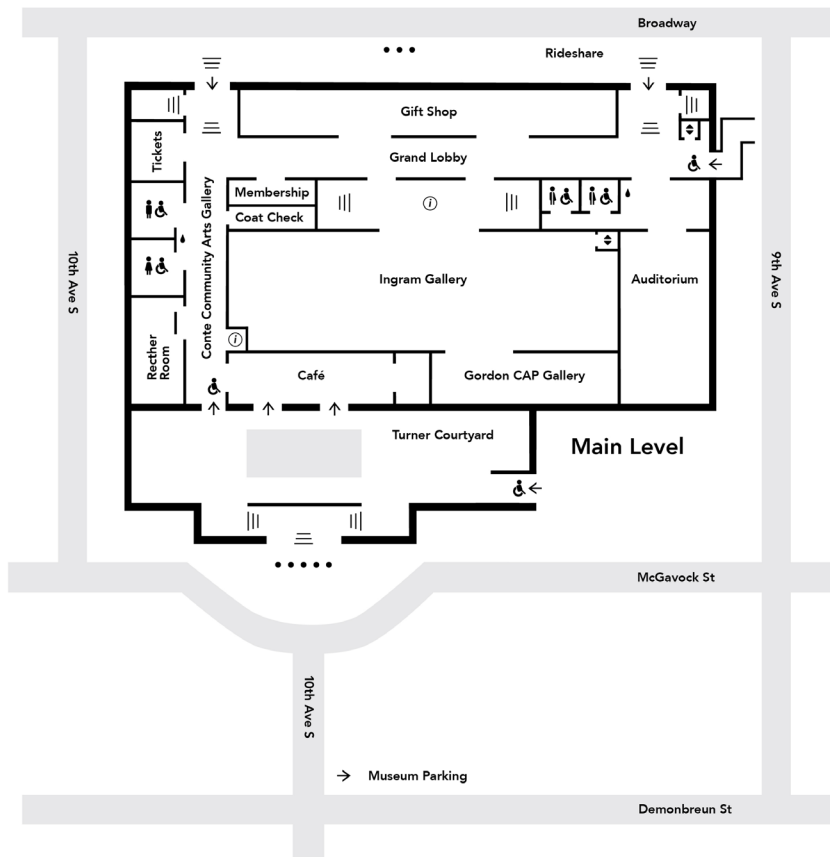 Broadway
Rideshare
Gift Shop
Tickets
Grand Lobby
Membership
Coat Check
i
Conte Community Arts Gallery
10th Ave S
9th Ave S
Ingram Gallery
Auditorium
i
Recther
Room
Café
Gordon CAP Gallery
Turner Courtyard
Main Level
McGavock St
10th Ave S
Museum Parking
Demonbreun St